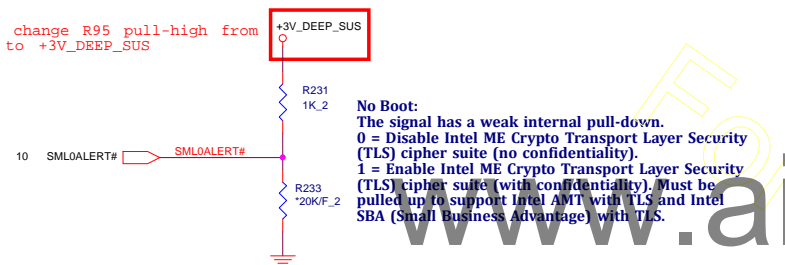 change R95 pull-high from
to +3V_DEEP_SUS
+3V_DEEP_SUS
R231
1K_2
No Boot:
The signal has a weak internal pull-down.
0 = Disable Intel ME Crypto Transport Layer Security
(TLS) cipher suite (no confidentiality).
1 = Enable Intel ME Crypto Transport Layer Security
(TLS) cipher suite (with confidentiality). Must be
pulled up to support Intel AMT with TLS and Intel
SBA (Small Business Advantage) with TLS.
10 SML0ALERT# SML0ALERT#
R233
*20K/F_2
www.al